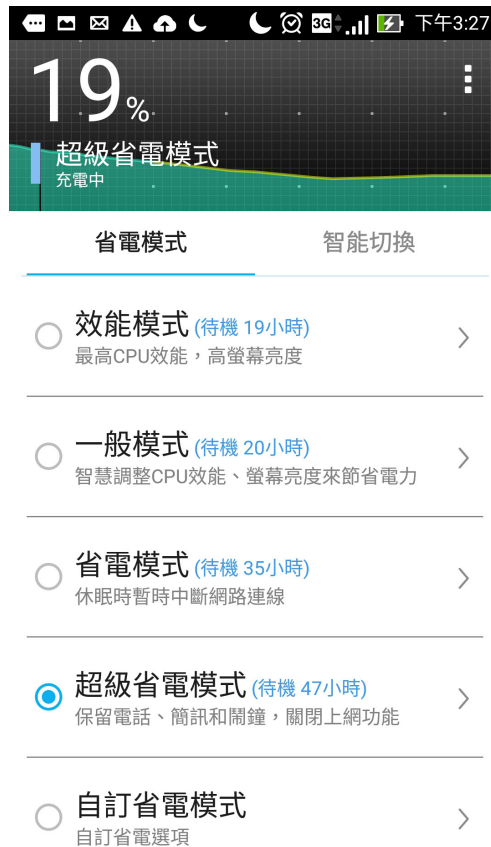 3G 下午3:27
19%
超級省電模式
充電中
省電模式 智能切換
效能模式 (待機 19小時)
最高CPU效能，高螢幕亮度
一般模式 (待機 20小時)
智慧調整CPU效能、螢幕亮度來節省電力
省電模式 (待機 35小時)
休眠時暫時中斷網路連線
超級省電模式 (待機 47小時)
保留電話、簡訊和鬧鐘，關閉上網功能
自訂省電模式
自訂省電選項